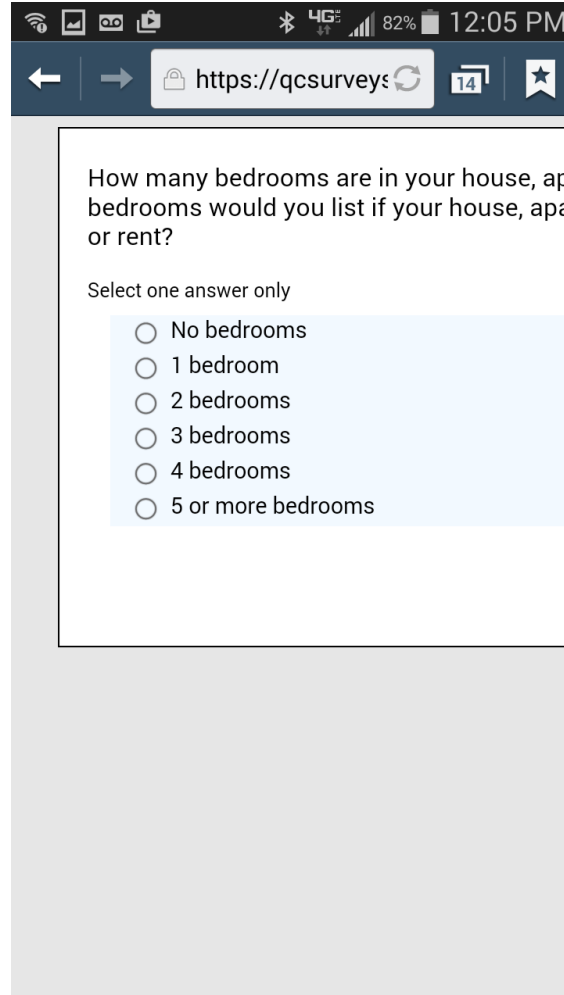 4G LTE 82% 12:05 PM
https://qcsurveys 14
How many bedrooms are in your house, ap
bedrooms would you list if your house, apa
or rent?
Select one answer only
No bedrooms
1 bedroom
2 bedrooms
3 bedrooms
4 bedrooms
5 or more bedrooms